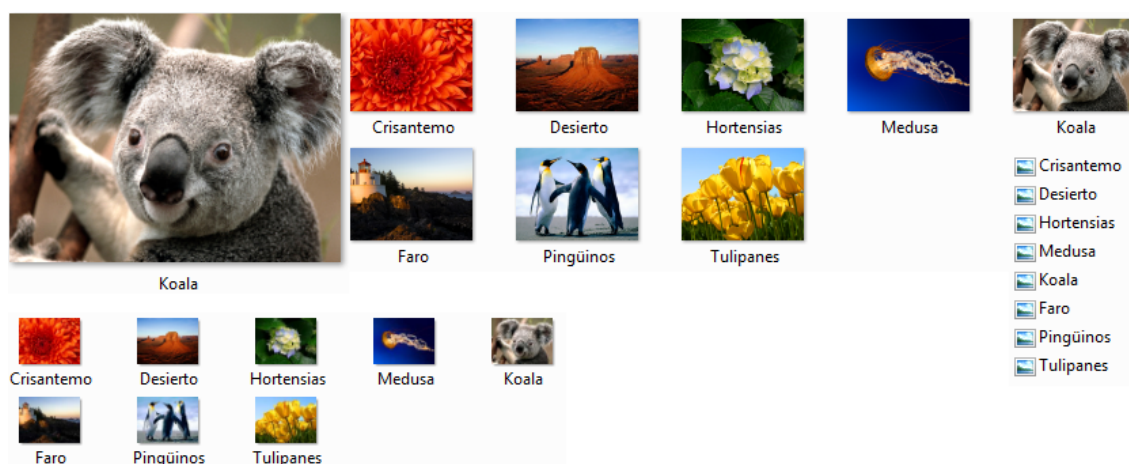 Koala
Crisantemo Desierto Hortensias Medusa Koala
Faro Pingüinos Tulipanes
Crisantemo
Desierto
Hortensias
Medusa
Koala
Faro
Pingüinos
Tulipanes
Crisantemo Desierto Hortensias Medusa Koala
Faro Pingüinos Tulipanes